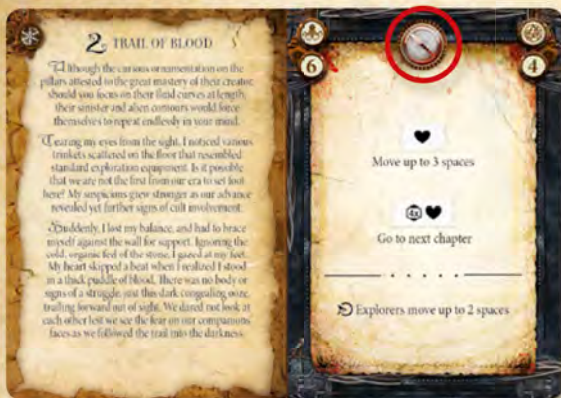 2. TRAIL OF BLOOD
Although the curious ornamentation on the
pillars attested to the great mastery of their creator,
should you focus on their fluid curves at length,
their sinister and alien contours would force
themselves to repeat endlessly in your mind.
Tearing my eyes from the sight, I noticed various
trinkets scattered on the floor that resembled
standard exploration equipment. Is it possible
that we are not the first from our era to set foot
here? My suspicions grew stronger as our advance
revealed yet further signs of cult involvement.
Suddenly, I lost my balance, and had to brace
myself against the wall for support. Ignoring the
cold, organic feel of the stone, I gazed at my feet.
My heart skipped a beat when I realized I stood
in a thick puddle of blood. There was no body or
signs of a struggle, just this dark congealing ooze,
trailing forward out of sight. We dared not look at
each other lest we see the fear on our companions
faces as we followed the trail into the darkness.
6
4
Move up to 3 spaces
4x
Go to next chapter
Explorers move up to 2 spaces